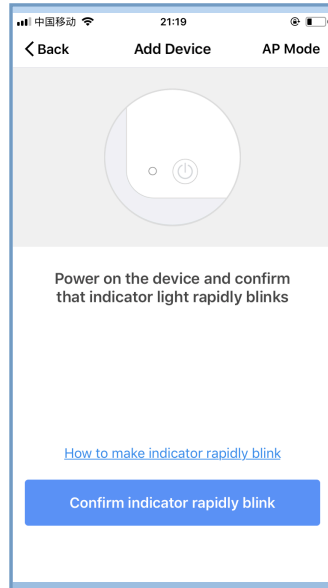 中国移动
21:19
Back
Add Device
AP Mode
Power on the device and confirm
that indicator light rapidly blinks
How to make indicator rapidly blink
Confirm indicator rapidly blink